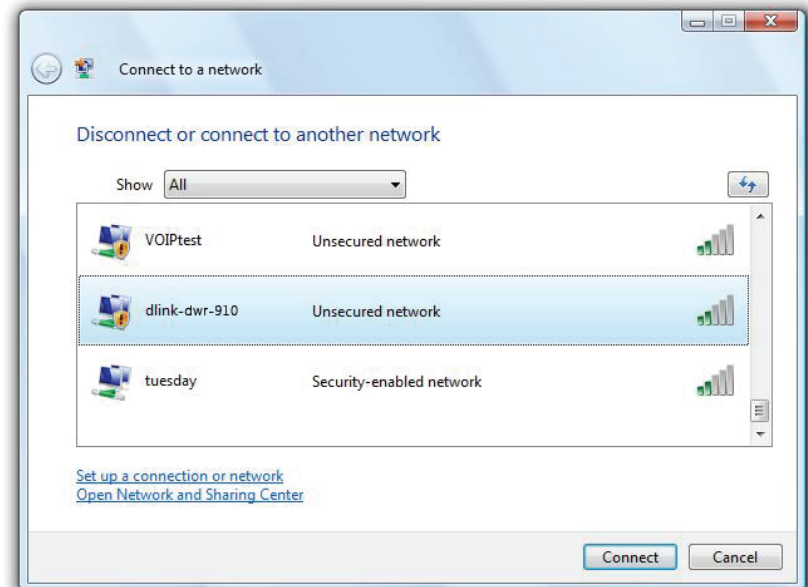 Connect to a network
Disconnect or connect to another network
Show All
VOIPtest Unsecured network
dlink-dwr-910 Unsecured network
tuesday Security-enabled network
Set up a connection or network
Open Network and Sharing Center
Connect Cancel